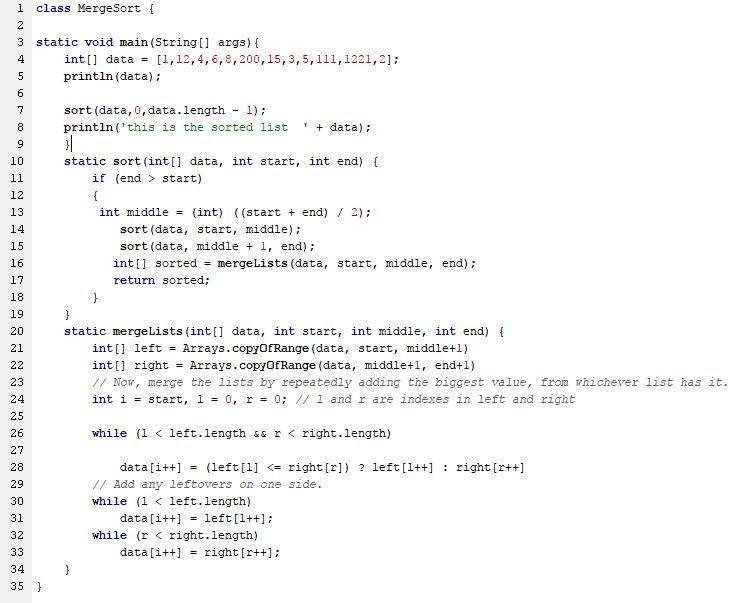 1 class MergeSort {
2
3 static void main(String[] args){
4 int[] data = [1,12,4,6,8,200,15,3,5,111,1221,2];
5 println(data);
6
7 sort(data,0,data.length - 1);
8 println('this is the sorted list  ' + data);
9 }
10 static sort(int[] data, int start, int end) {
11 if (end > start)
12 {
13 int middle = (int) ((start + end) / 2);
14 sort(data, start, middle);
15 sort(data, middle + 1, end);
16 int[] sorted = mergeLists(data, start, middle, end);
17 return sorted;
18 }
19 }
20 static mergeLists(int[] data, int start, int middle, int end) {
21 int[] left = Arrays.copyOfRange(data, start, middle+1)
22 int[] right = Arrays.copyOfRange(data, middle+1, end+1)
23 // Now, merge the lists by repeatedly adding the biggest value, from whichever list has it.
24 int i = start, l = 0, r = 0; // l and r are indexes in left and right
25
26 while (l < left.length && r < right.length)
27
28 data[i++] = (left[l] <= right[r]) ? left[l++] : right[r++]
29 // Add any leftovers on one side.
30 while (l < left.length)
31 data[i++] = left[l++];
32 while (r < right.length)
33 data[i++] = right[r++];
34 }
35 }